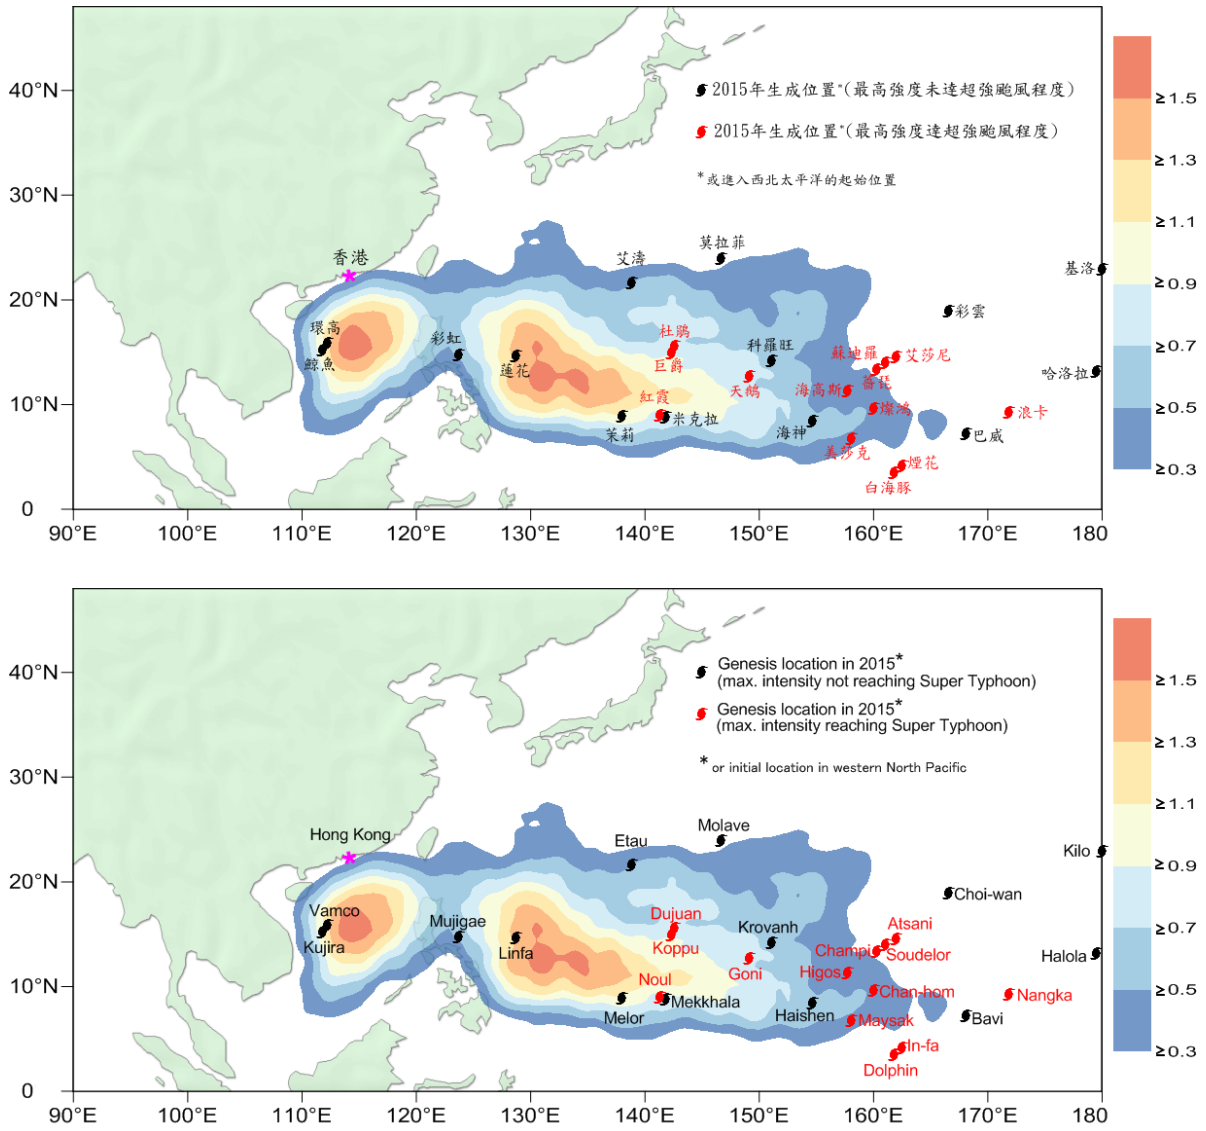 40°N
30°N
20°N
10°N
0
90°E
100°E
110°E
120°E
130°E
140°E
150°E
160°E
170°E
180
2015年生成位置*(最高強度未達超強颱風程度)
2015年生成位置*(最高強度達超強颱風程度)
*或進入西北太平洋的起始位置
香港
艾濤
莫拉菲
基洛
彩雲
環高
鯨魚
彩虹
蓮花
杜鵑
巨爵
科羅旺
蘇迪羅
艾莎尼
薔琵
哈洛拉
天鵝
海高斯
紅霞
米克拉
茉莉
海神
燦鴻
浪卡
巴威
美莎克
煙花
白海豚
≥1.5
≥1.3
≥1.1
≥0.9
≥0.7
≥0.5
≥0.3
40°N
30°N
20°N
10°N
0
90°E
100°E
110°E
120°E
130°E
140°E
150°E
160°E
170°E
180
Genesis location in 2015*
(max. intensity not reaching Super Typhoon)
Genesis location in 2015*
(max. intensity reaching Super Typhoon)
* or initial location in western North Pacific
Hong Kong
Etau
Molave
Kilo
Choi-wan
Vamco
Kujira
Mujigae
Linfa
Dujuan
Koppu
Krovanh
Atsani
Champi
Soudelor
Halola
Goni
Higos
Noul
Mekkhala
Melor
Haishen
Chan-hom
Nangka
Bavi
Maysak
In-fa
Dolphin
≥1.5
≥1.3
≥1.1
≥0.9
≥0.7
≥0.5
≥0.3